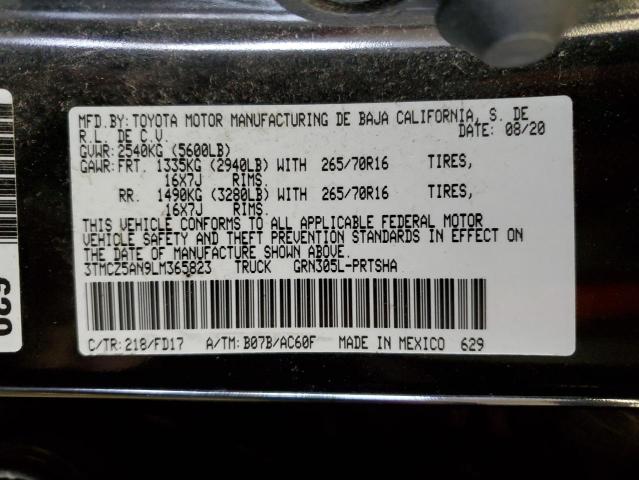 MFD.BY:TOYOTA MOTOR MANUFACTURING DE BAJA CALIFORNIA, S. DE
R.L. DE C.V. DATE: 08/20
GVWR:2540KG (5600LB)
GAWR:FRT. 1335KG (2940LB) WITH 265/70R16 TIRES,
16X7J RIMS.
RR. 1490KG (3280LB) WITH 265/70R16 TIRES,
16X7J RIMS.
THIS VEHICLE CONFORMS TO ALL APPLICABLE FEDERAL MOTOR
VEHICLE SAFETY AND THEFT PREVENTION STANDARDS IN EFFECT ON
THE DATE OF MANUFACTURE SHOWN ABOVE.
3TMCZ5AN9LM365823 TRUCK GRN305L-PRTSHA
C/TR:218/FD17 A/TM:B07B/AC60F MADE IN MEXICO 629